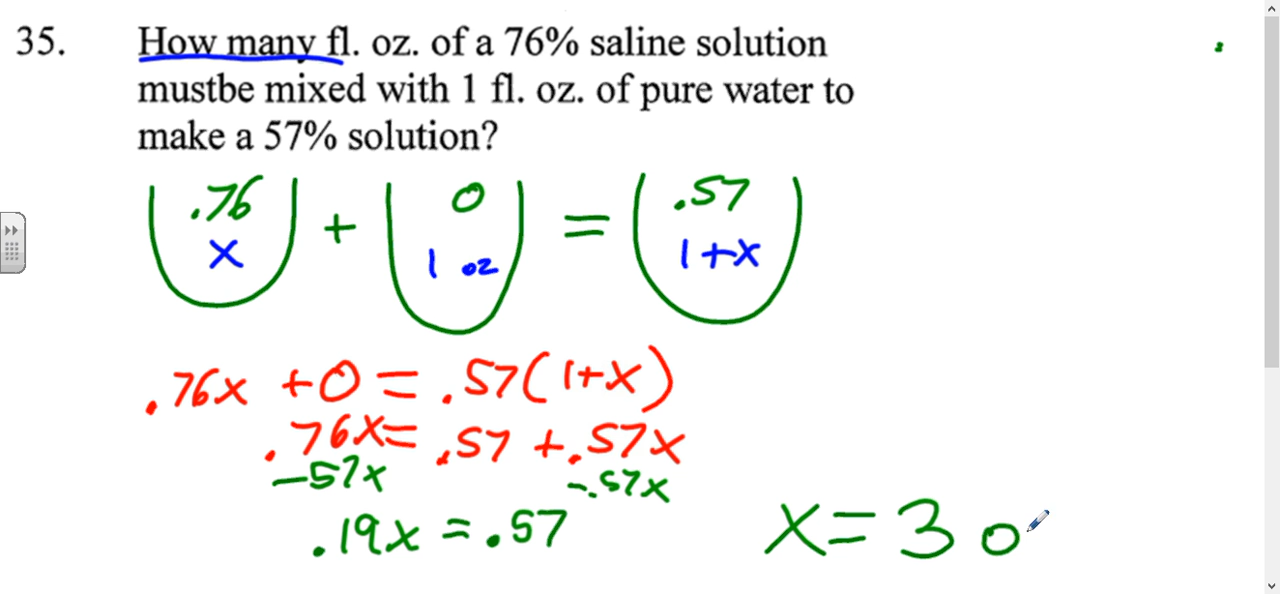 35. How many fl. oz. of a 76% saline solution
mustbe mixed with 1 fl. oz. of pure water to
make a 57% solution?
.76 + 0 = .57
x 1 oz 1+x
.76x +0 = .57(1+x)
.76x = .57 +.57x
-57x -.57x
.19x = .57 x = 3 o